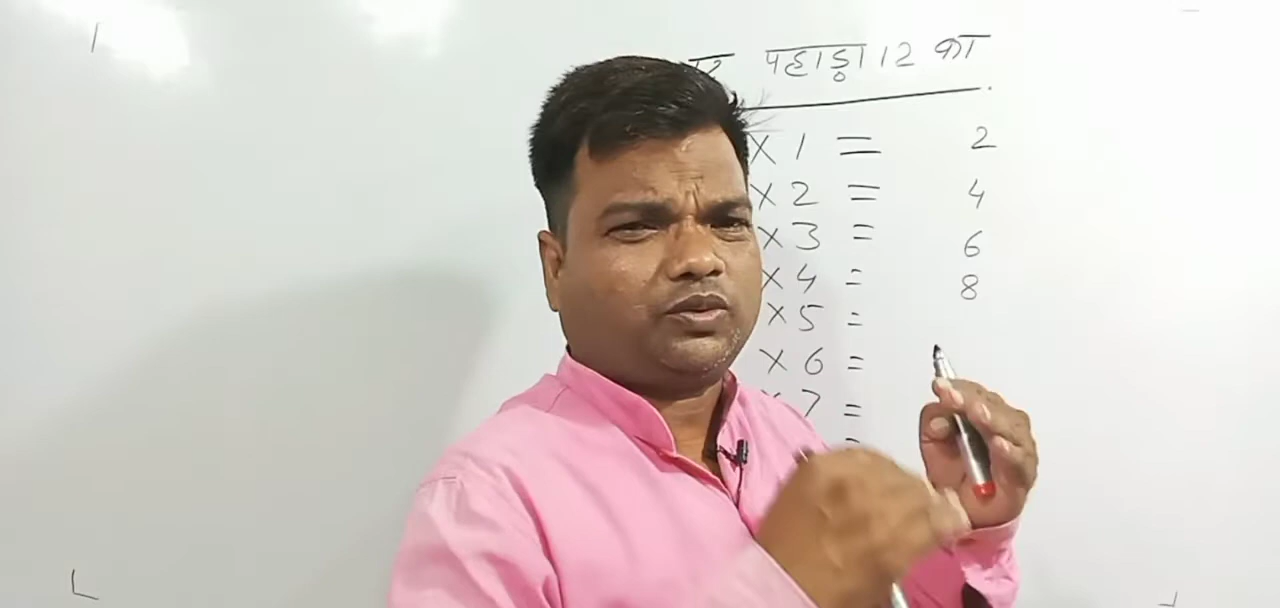 पहाड़ा 12 का
X 1 = 2
X 2 = 4
X 3 = 6
X 4 = 8
X 5 =
X 6 =
7 =